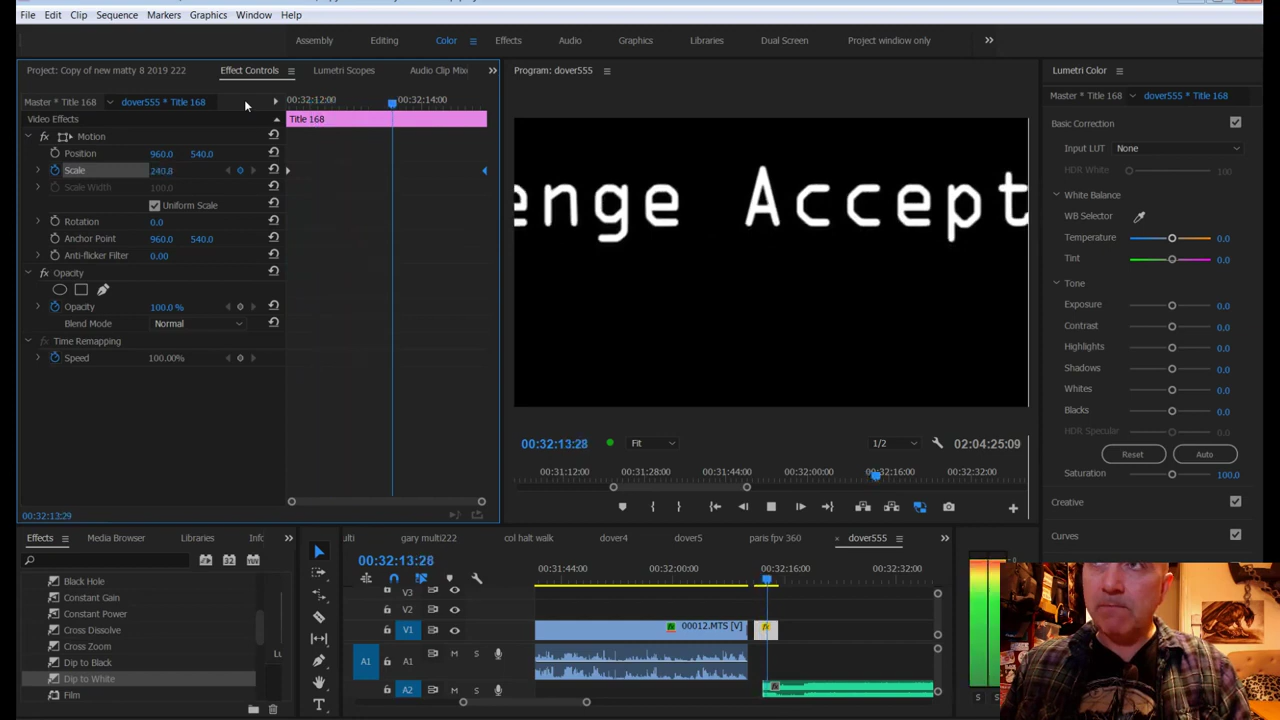 File Edit Clip Sequence Markers Graphics Window Help
Assembly Editing Color Effects Audio Graphics Libraries Dual Screen Project winidow only
Project: Copy of new matty 8 2019 222 Effect Controls Lumetri Scopes Audio Clip Mix
Master * Title 168 dover555 * Title 168
00:32:12:00 00:32:14:00
Video Effects
Title 168
fx Motion
Position 960.0 540.0
Scale 240.8
Scale Width 100.0
Uniform Scale
Rotation 0.0
Anchor Point 960.0 540.0
Anti-flicker Filter 0.00
fx Opacity
Opacity 100.0 %
Blend Mode Normal
Time Remapping
Speed 100.00%
00:32:13:29
Program: dover555
enge Accept
00:32:13:28 Fit 1/2 02:04:25:09
00:31:12:00 00:31:28:00 00:31:44:00 00:32:00:00 00:32:16:00 00:32:32:00
Lumetri Color
Master * Title 168 dover555 * Title 168
Basic Correction
Input LUT None
HDR White 100
White Balance
WB Selector
Temperature 0.0
Tint 0.0
Tone
Exposure 0.0
Contrast 0.0
Highlights 0.0
Shadows 0.0
Whites 0.0
Blacks 0.0
HDR Specular 0.0
Reset Auto
Saturation 100.0
Creative
Curves
Effects Media Browser Libraries Info
Black Hole
Constant Gain
Constant Power
Cross Dissolve
Cross Zoom
Dip to Black
Dip to White
Film
gary multi222 col halt walk dover4 dover5 paris fpv 360 dover555
00:32:13:28
00:31:44:00 00:32:00:00 00:32:16:00 00:32:32:00
V3
V2
V1 00012.MTS [V]
A1 A1 M S
A2 M S
S S